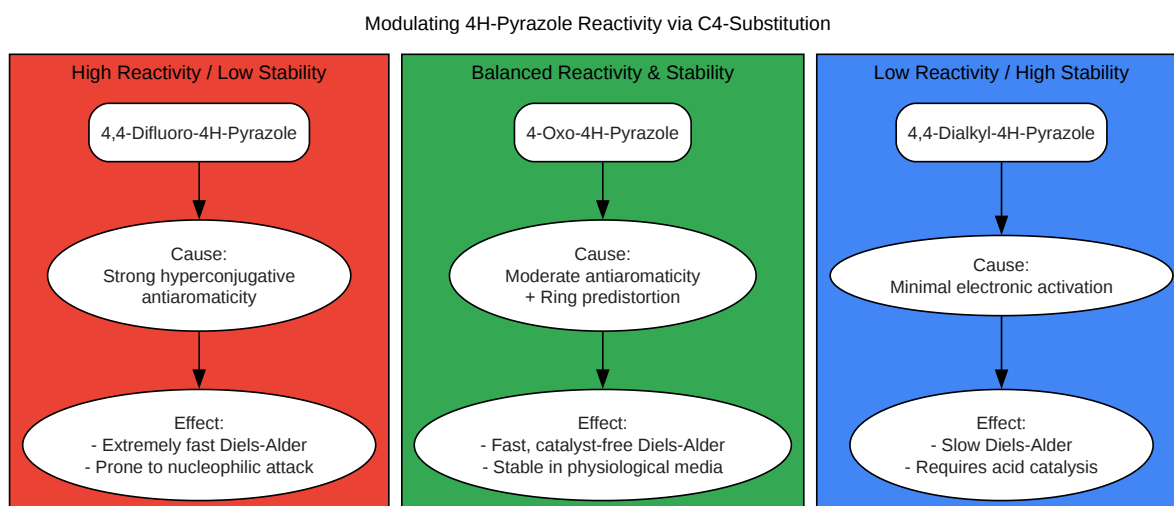 Modulating 4H-Pyrazole Reactivity via C4-Substitution
High Reactivity / Low Stability
4,4-Difluoro-4H-Pyrazole
Cause:
Strong hyperconjugative
antiaromaticity
Effect:
- Extremely fast Diels-Alder
- Prone to nucleophilic attack
Balanced Reactivity & Stability
4-Oxo-4H-Pyrazole
Cause:
Moderate antiaromaticity
+ Ring predistortion
Effect:
- Fast, catalyst-free Diels-Alder
- Stable in physiological media
Low Reactivity / High Stability
4,4-Dialkyl-4H-Pyrazole
Cause:
Minimal electronic activation
Effect:
- Slow Diels-Alder
- Requires acid catalysis